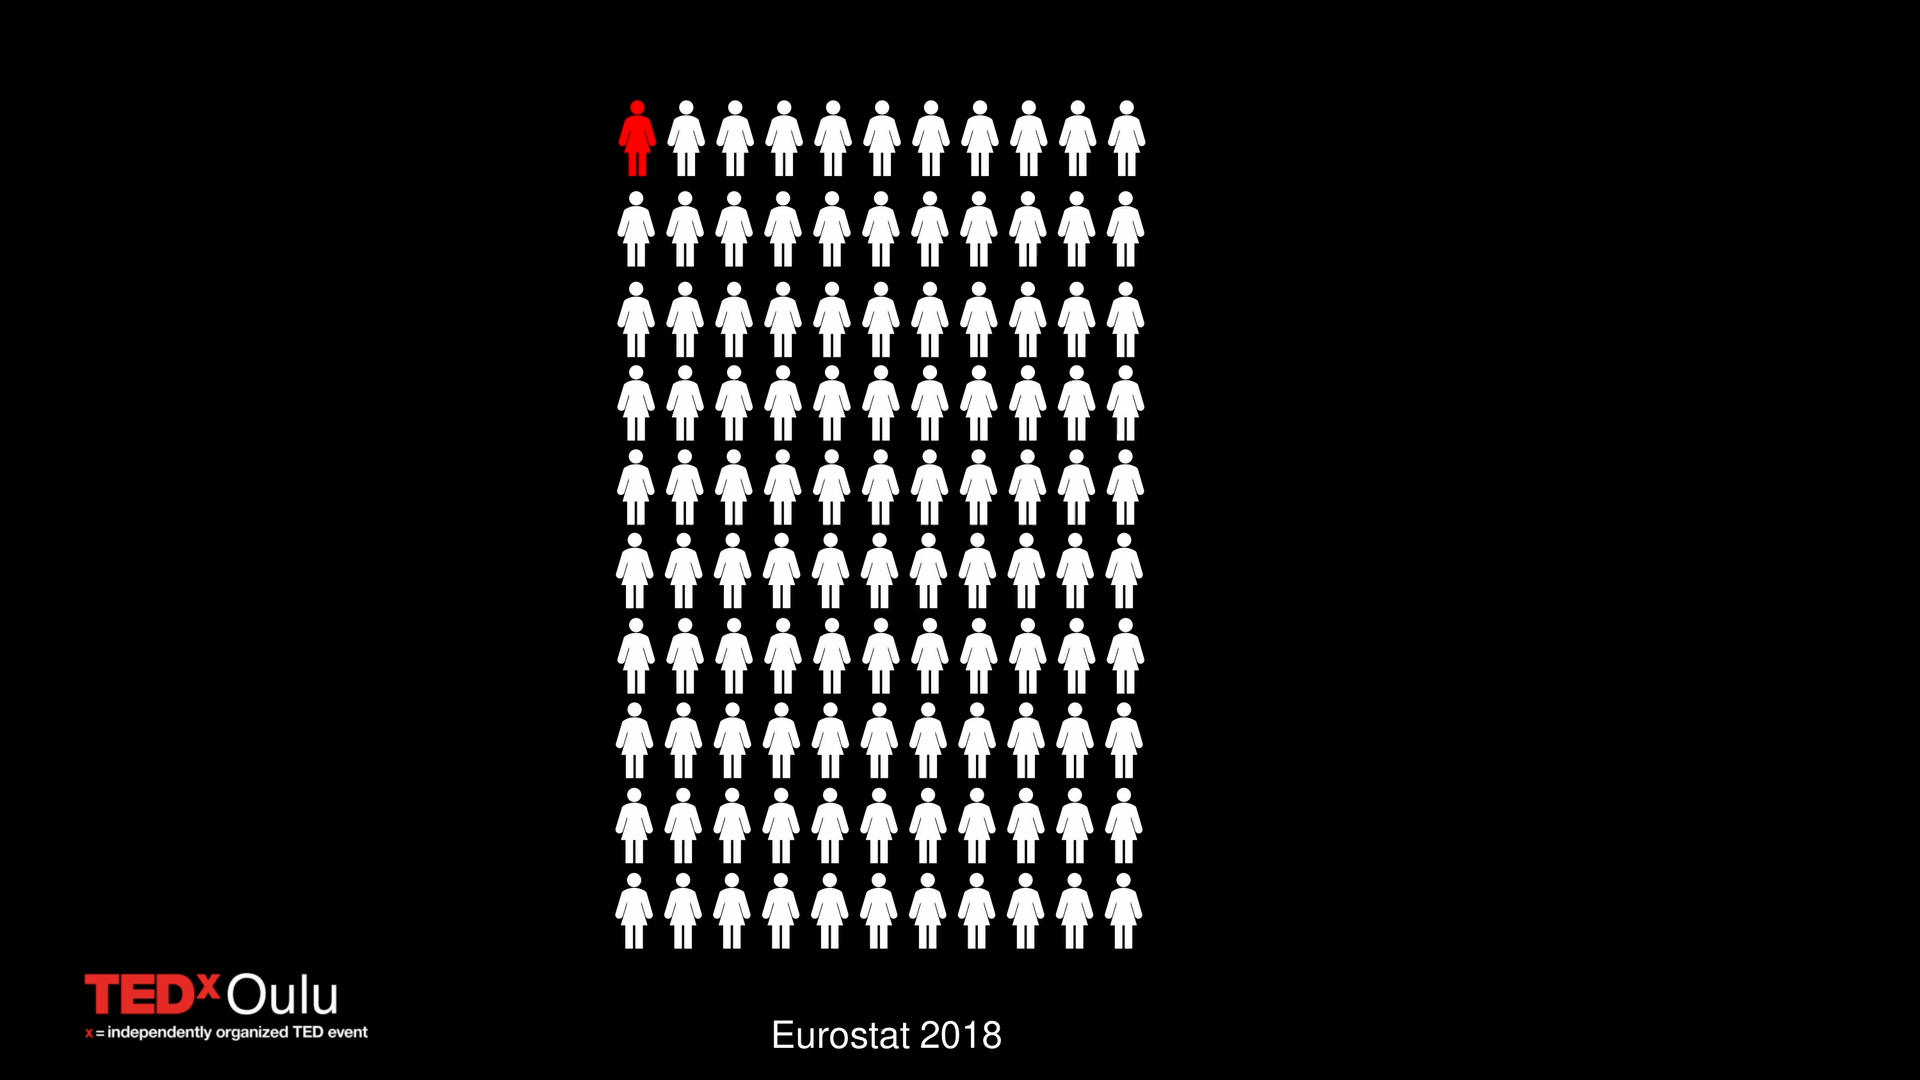 TEDxOulu
x = independently organized TED event
Eurostat 2018